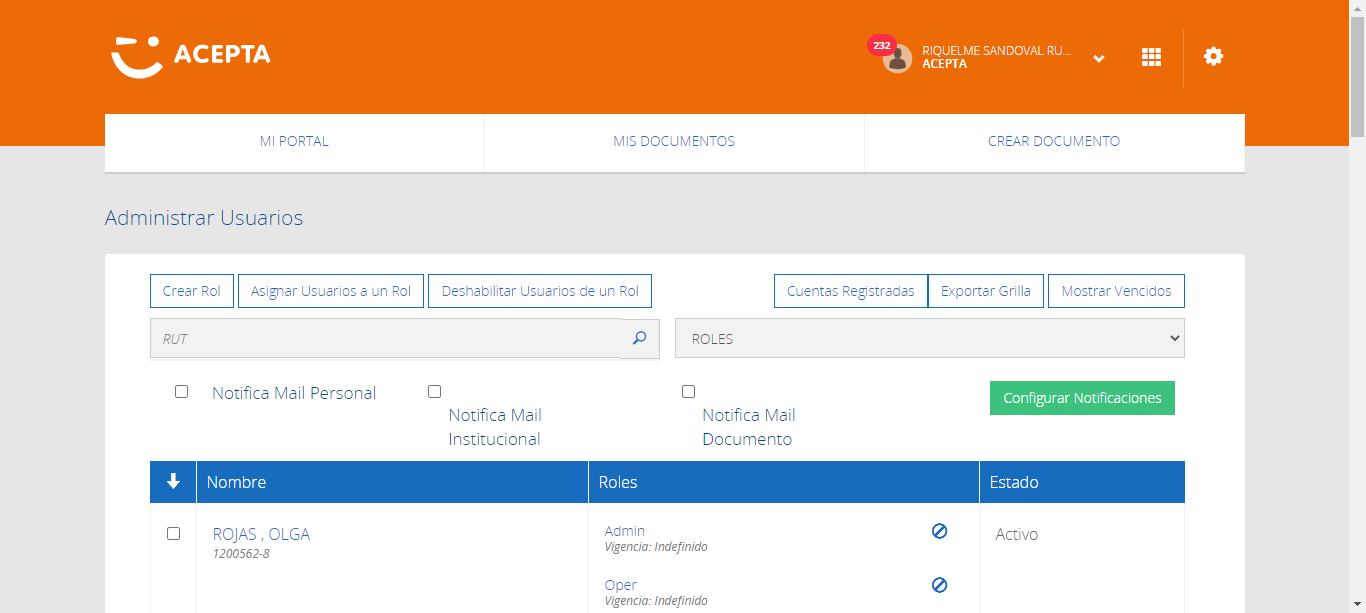 ACEPTA
232
RIQUELME SANDOVAL RU...
ACEPTA
MI PORTAL
MIS DOCUMENTOS
CREAR DOCUMENTO
Administrar Usuarios
Crear Rol
Asignar Usuarios a un Rol
Deshabilitar Usuarios de un Rol
Cuentas Registradas
Exportar Grilla
Mostrar Vencidos
RUT
ROLES
Notifica Mail Personal
Notifica Mail
Institucional
Notifica Mail
Documento
Configurar Notificaciones
Nombre
Roles
Estado
ROJAS , OLGA
1200562-8
Admin
Vigencia: Indefinido
Activo
Oper
Vigencia: Indefinido